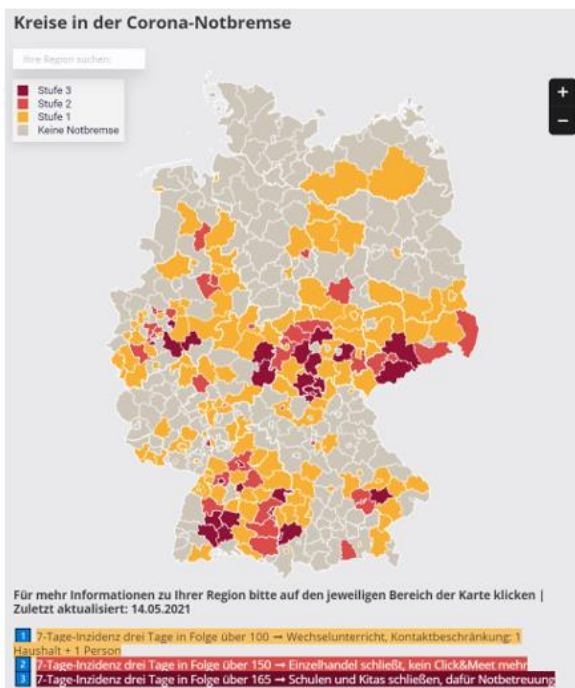 Kreise in der Corona-Notbremse
Ihre Region suchen:
Stufe 3
Stufe 2
Stufe 1
Keine Notbremse
+
−
Für mehr Informationen zu Ihrer Region bitte auf den jeweiligen Bereich der Karte klicken |
Zuletzt aktualisiert: 14.05.2021
1 7-Tage-Inzidenz drei Tage in Folge über 100 → Wechselunterricht, Kontaktbeschränkung: 1
Haushalt + 1 Person
2 7-Tage-Inzidenz drei Tage in Folge über 150 → Einzelhandel schließt, kein Click&Meet mehr
3 7-Tage-Inzidenz drei Tage in Folge über 165 → Schulen und Kitas schließen, dafür Notbetreuung